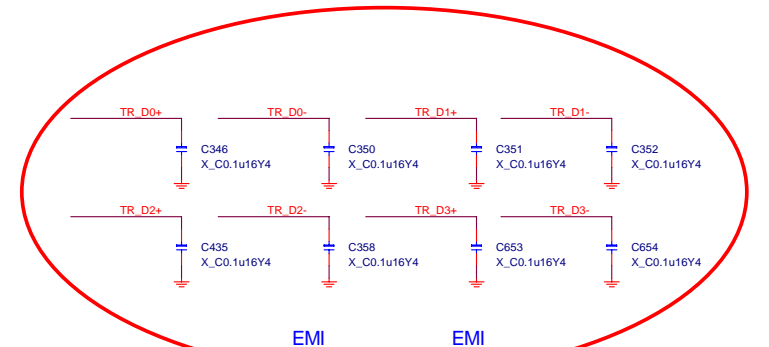 TR_D0+ TR_D0- TR_D1+ TR_D1-
C346 C350 C351 C352
X_C0.1u16Y4 X_C0.1u16Y4 X_C0.1u16Y4 X_C0.1u16Y4
TR_D2+ TR_D2- TR_D3+ TR_D3-
C435 C358 C653 C654
X_C0.1u16Y4 X_C0.1u16Y4 X_C0.1u16Y4 X_C0.1u16Y4
EMI EMI